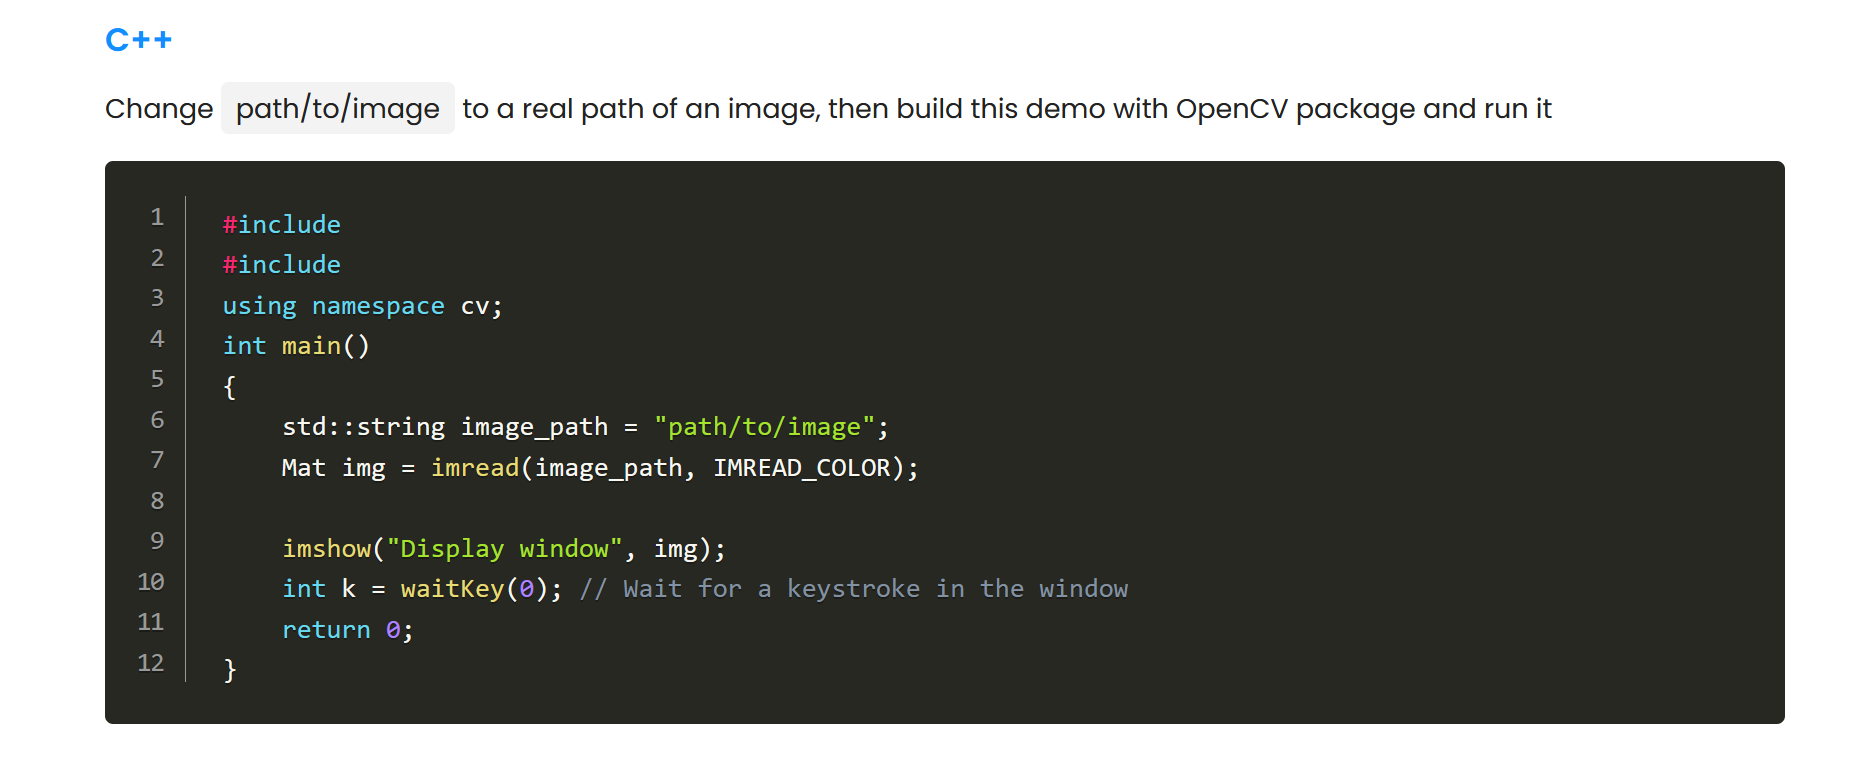 C++
Change path/to/image to a real path of an image, then build this demo with OpenCV package and run it
1 #include
2 #include
3 using namespace cv;
4 int main()
5 {
6     std::string image_path = "path/to/image";
7     Mat img = imread(image_path, IMREAD_COLOR);
8
9     imshow("Display window", img);
10     int k = waitKey(0); // Wait for a keystroke in the window
11     return 0;
12 }